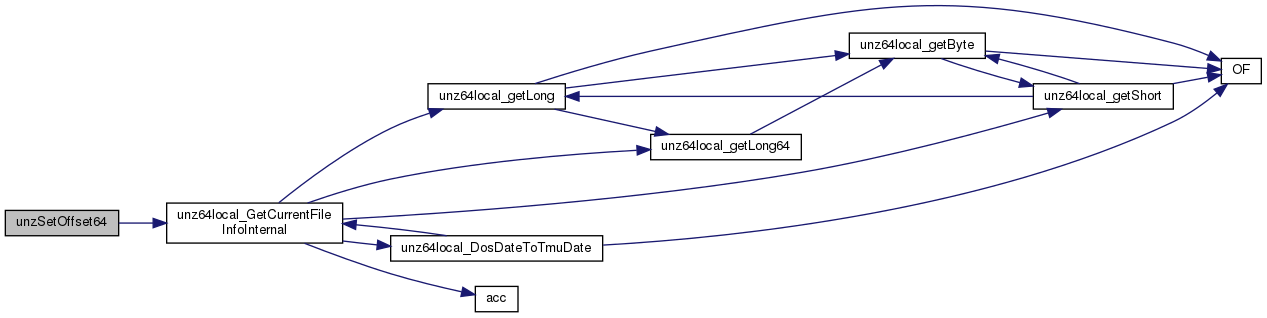 unzSetOffset64
unz64local_GetCurrentFile
InfoInternal
unz64local_getLong
unz64local_getLong64
unz64local_DosDateToTmuDate
acc
unz64local_getByte
unz64local_getShort
OF